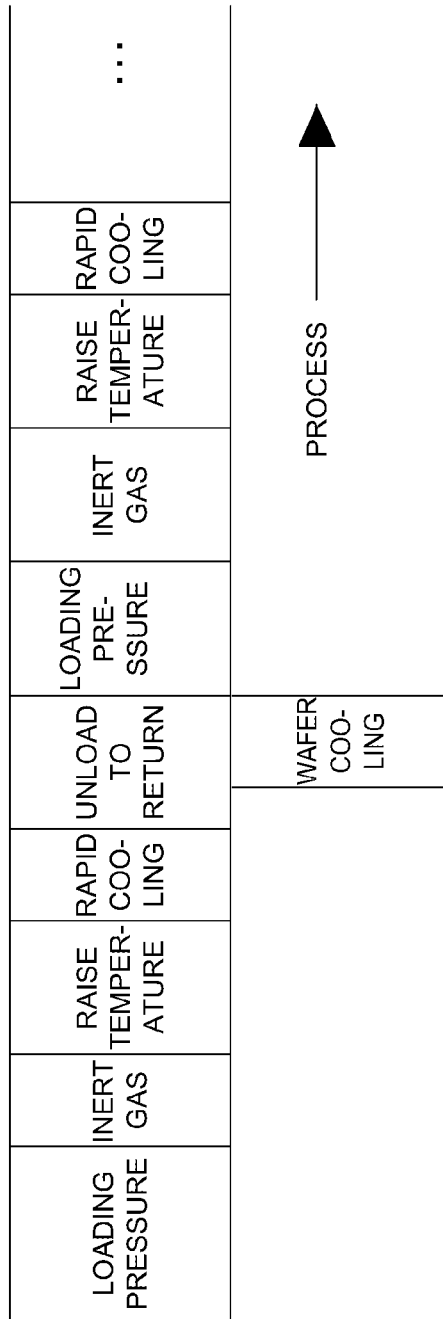 LOADING
PRESSURE
INERT
GAS
RAISE
TEMPER-
ATURE
RAPID
COO-
LING
UNLOAD
TO
RETURN
LOADING
PRE-
SSURE
INERT
GAS
RAISE
TEMPER-
ATURE
RAPID
COO-
LING
...
WAFER
COO-
LING
PROCESS